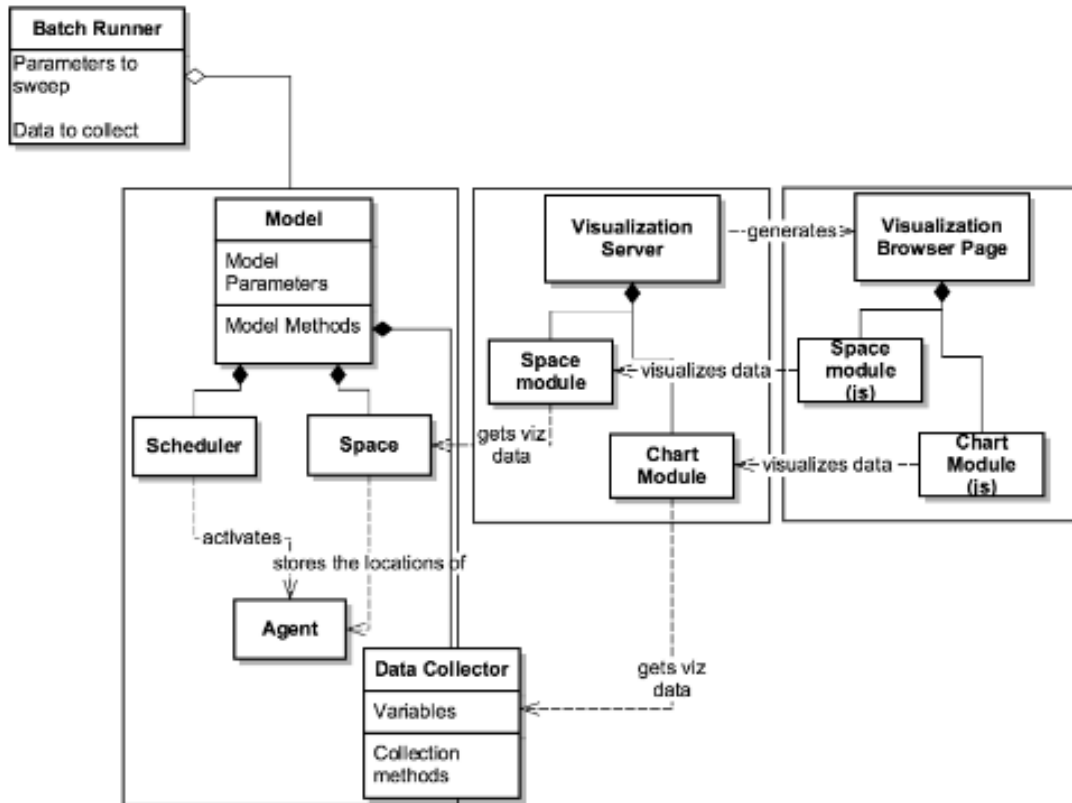 Batch Runner
Parameters to
sweep
Data to collect
Model
Model
Parameters
Model Methods
Scheduler
Space
activates
stores the locations of
Agent
Data Collector
Variables
Collection
methods
Visualization
Server
generates
Visualization
Browser Page
Space
module
visualizes data
Space
module
(js)
gets viz
data
Chart
Module
visualizes data
Chart
Module
(js)
gets viz
data